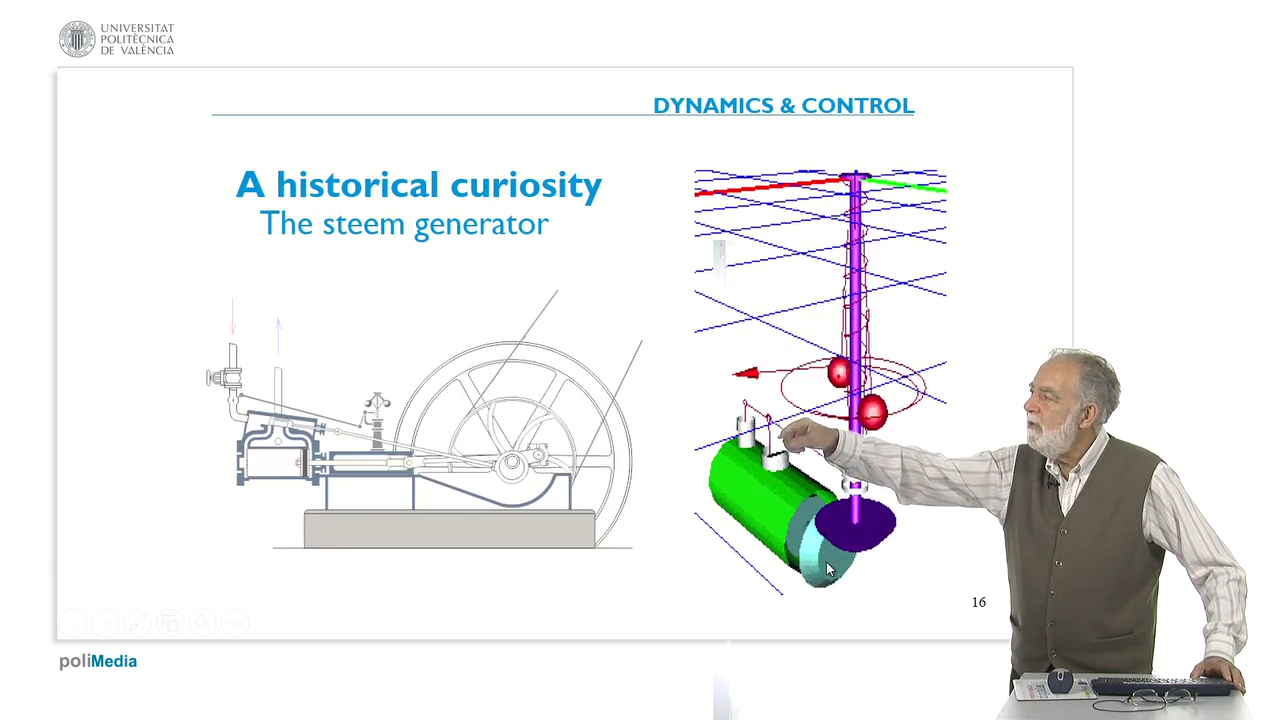 UNIVERSITAT
POLITÈCNICA
DE VALÈNCIA
DYNAMICS & CONTROL
A historical curiosity
The steem generator
16
poliMedia